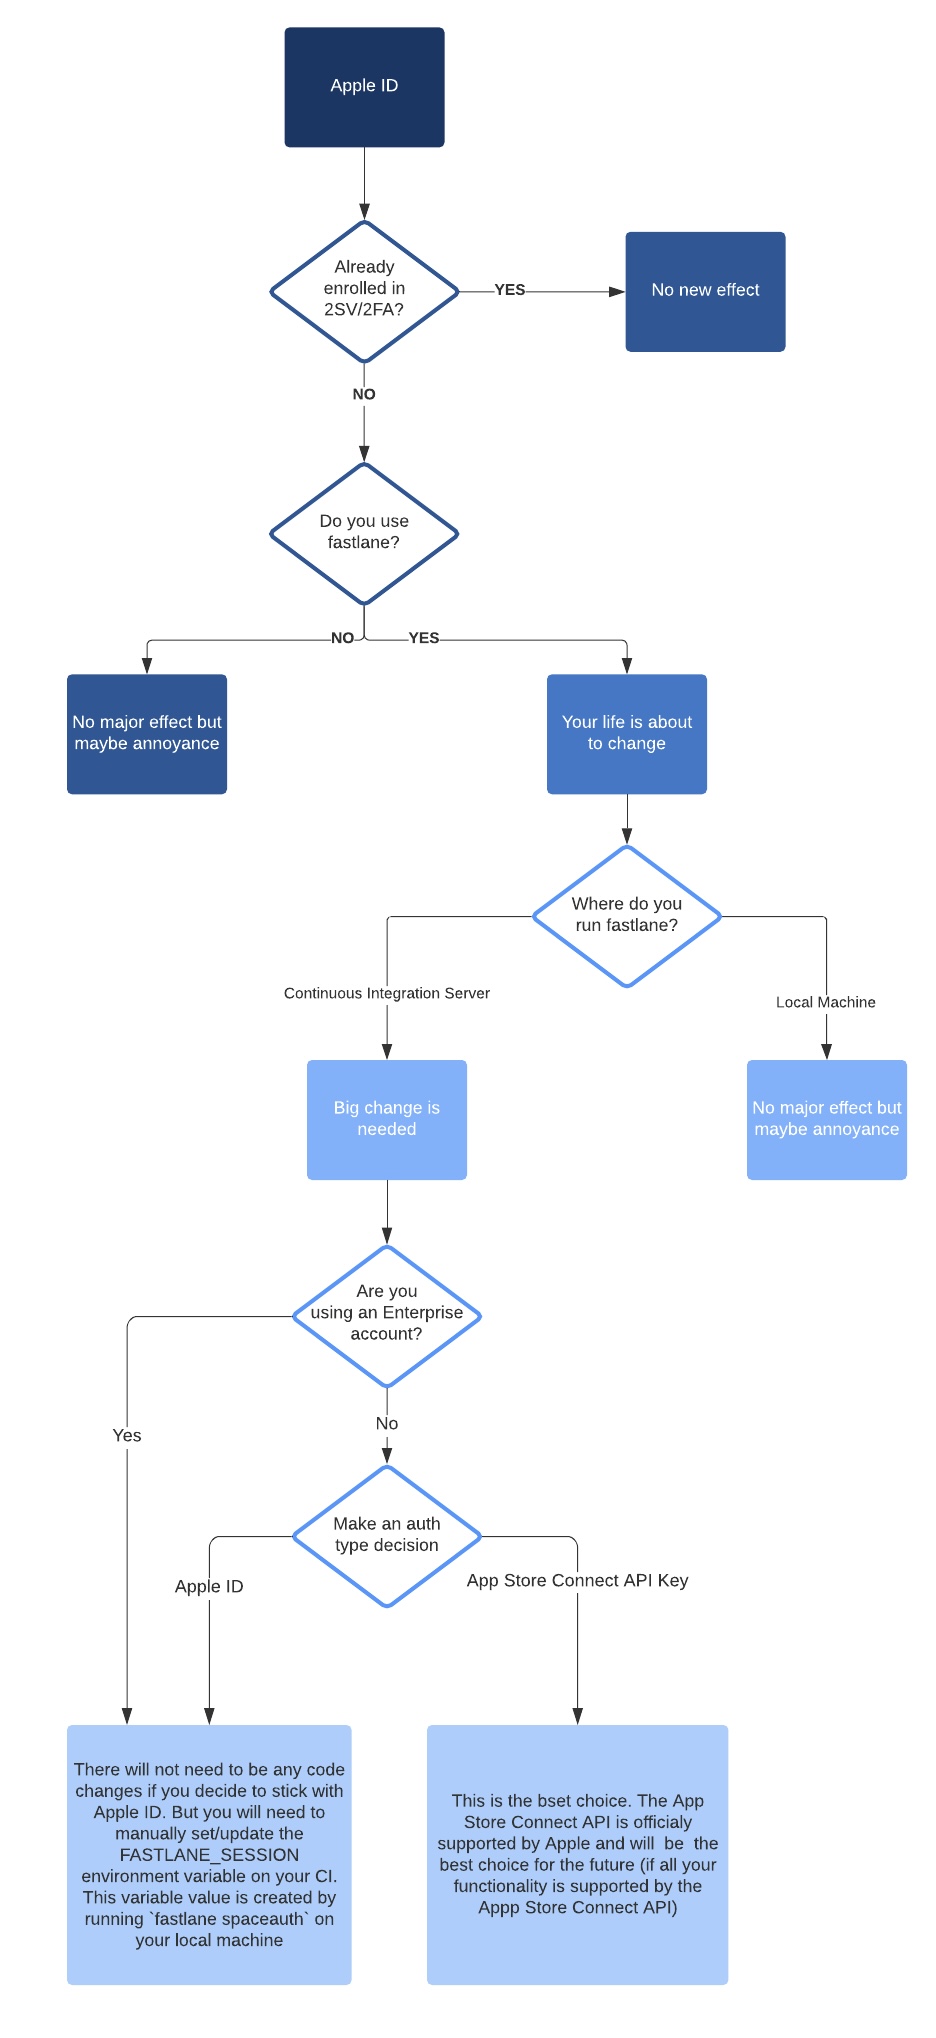 Apple ID
Already
enrolled in
2SV/2FA?
YES
No new effect
NO
Do you use
fastlane?
NO
YES
No major effect but
maybe annoyance
Your life is about
to change
Where do you
run fastlane?
Continuous Integration Server
Local Machine
Big change is
needed
No major effect but
maybe annoyance
Are you
using an Enterprise
account?
Yes
No
Make an auth
type decision
Apple ID
App Store Connect API Key
There will not need to be any code
changes if you decide to stick with
Apple ID. But you will need to
manually set/update the
FASTLANE_SESSION
environment variable on your CI.
This variable value is created by
running `fastlane spaceauth` on
your local machine
This is the bset choice. The App
Store Connect API is officialy
supported by Apple and will  be  the
best choice for the future (if all your
functionality is supported by the
Appp Store Connect API)